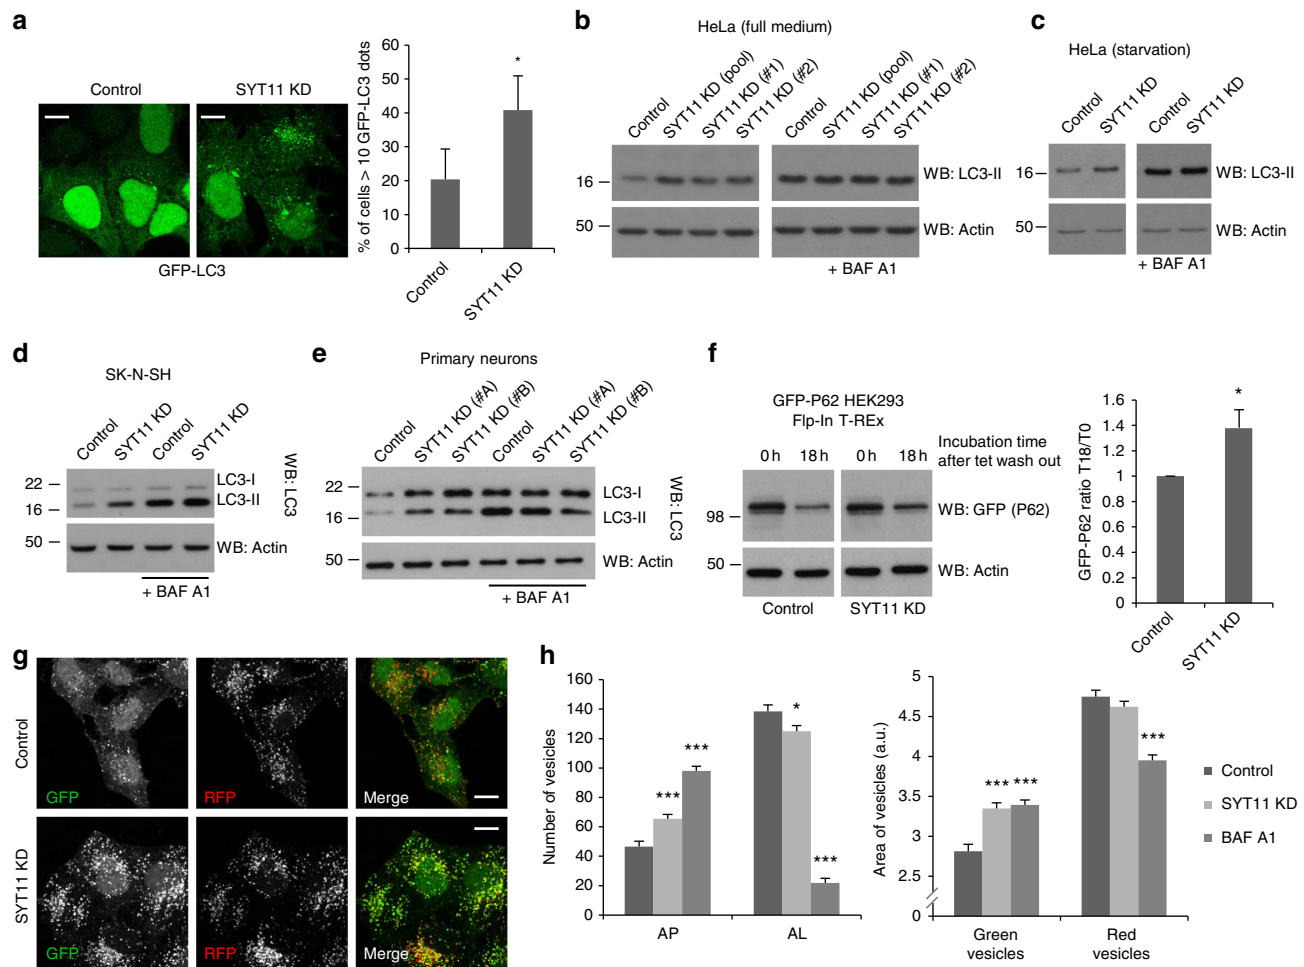 a
Control
SYT11 KD
GFP-LC3
% of cells > 10 GFP-LC3 dots
60
50
40
30
20
10
0
*
Control
SYT11 KD
b
HeLa (full medium)
Control
SYT11 KD (pool)
SYT11 KD (#1)
SYT11 KD (#2)
Control
SYT11 KD (pool)
SYT11 KD (#1)
SYT11 KD (#2)
16
WB: LC3-II
50
WB: Actin
+ BAF A1
c
HeLa (starvation)
Control
SYT11 KD
Control
SYT11 KD
16
WB: LC3-II
50
WB: Actin
+ BAF A1
d
SK-N-SH
Control
SYT11 KD
Control
SYT11 KD
22
16
LC3-I
LC3-II
WB: LC3
50
WB: Actin
+ BAF A1
e
Primary neurons
Control
SYT11 KD (#A)
SYT11 KD (#B)
Control
SYT11 KD (#A)
SYT11 KD (#B)
22
16
LC3-I
LC3-II
WB: LC3
50
WB: Actin
+ BAF A1
f
GFP-P62 HEK293
Flp-In T-REx
0 h
18 h
0 h
18 h
Incubation time
after tet wash out
98
WB: GFP (P62)
50
WB: Actin
Control
SYT11 KD
GFP-P62 ratio T18/T0
1.6
1.4
1.2
1
0.8
0.6
0.4
0.2
0
*
Control
SYT11 KD
g
Control
GFP
RFP
Merge
SYT11 KD
GFP
RFP
Merge
h
Number of vesicles
160
140
120
100
80
60
40
20
0
***
***
*
***
AP
AL
Area of vesicles (a.u.)
5
4.5
4
3.5
3
2.5
0
***
***
***
Green
vesicles
Red
vesicles
Control
SYT11 KD
BAF A1